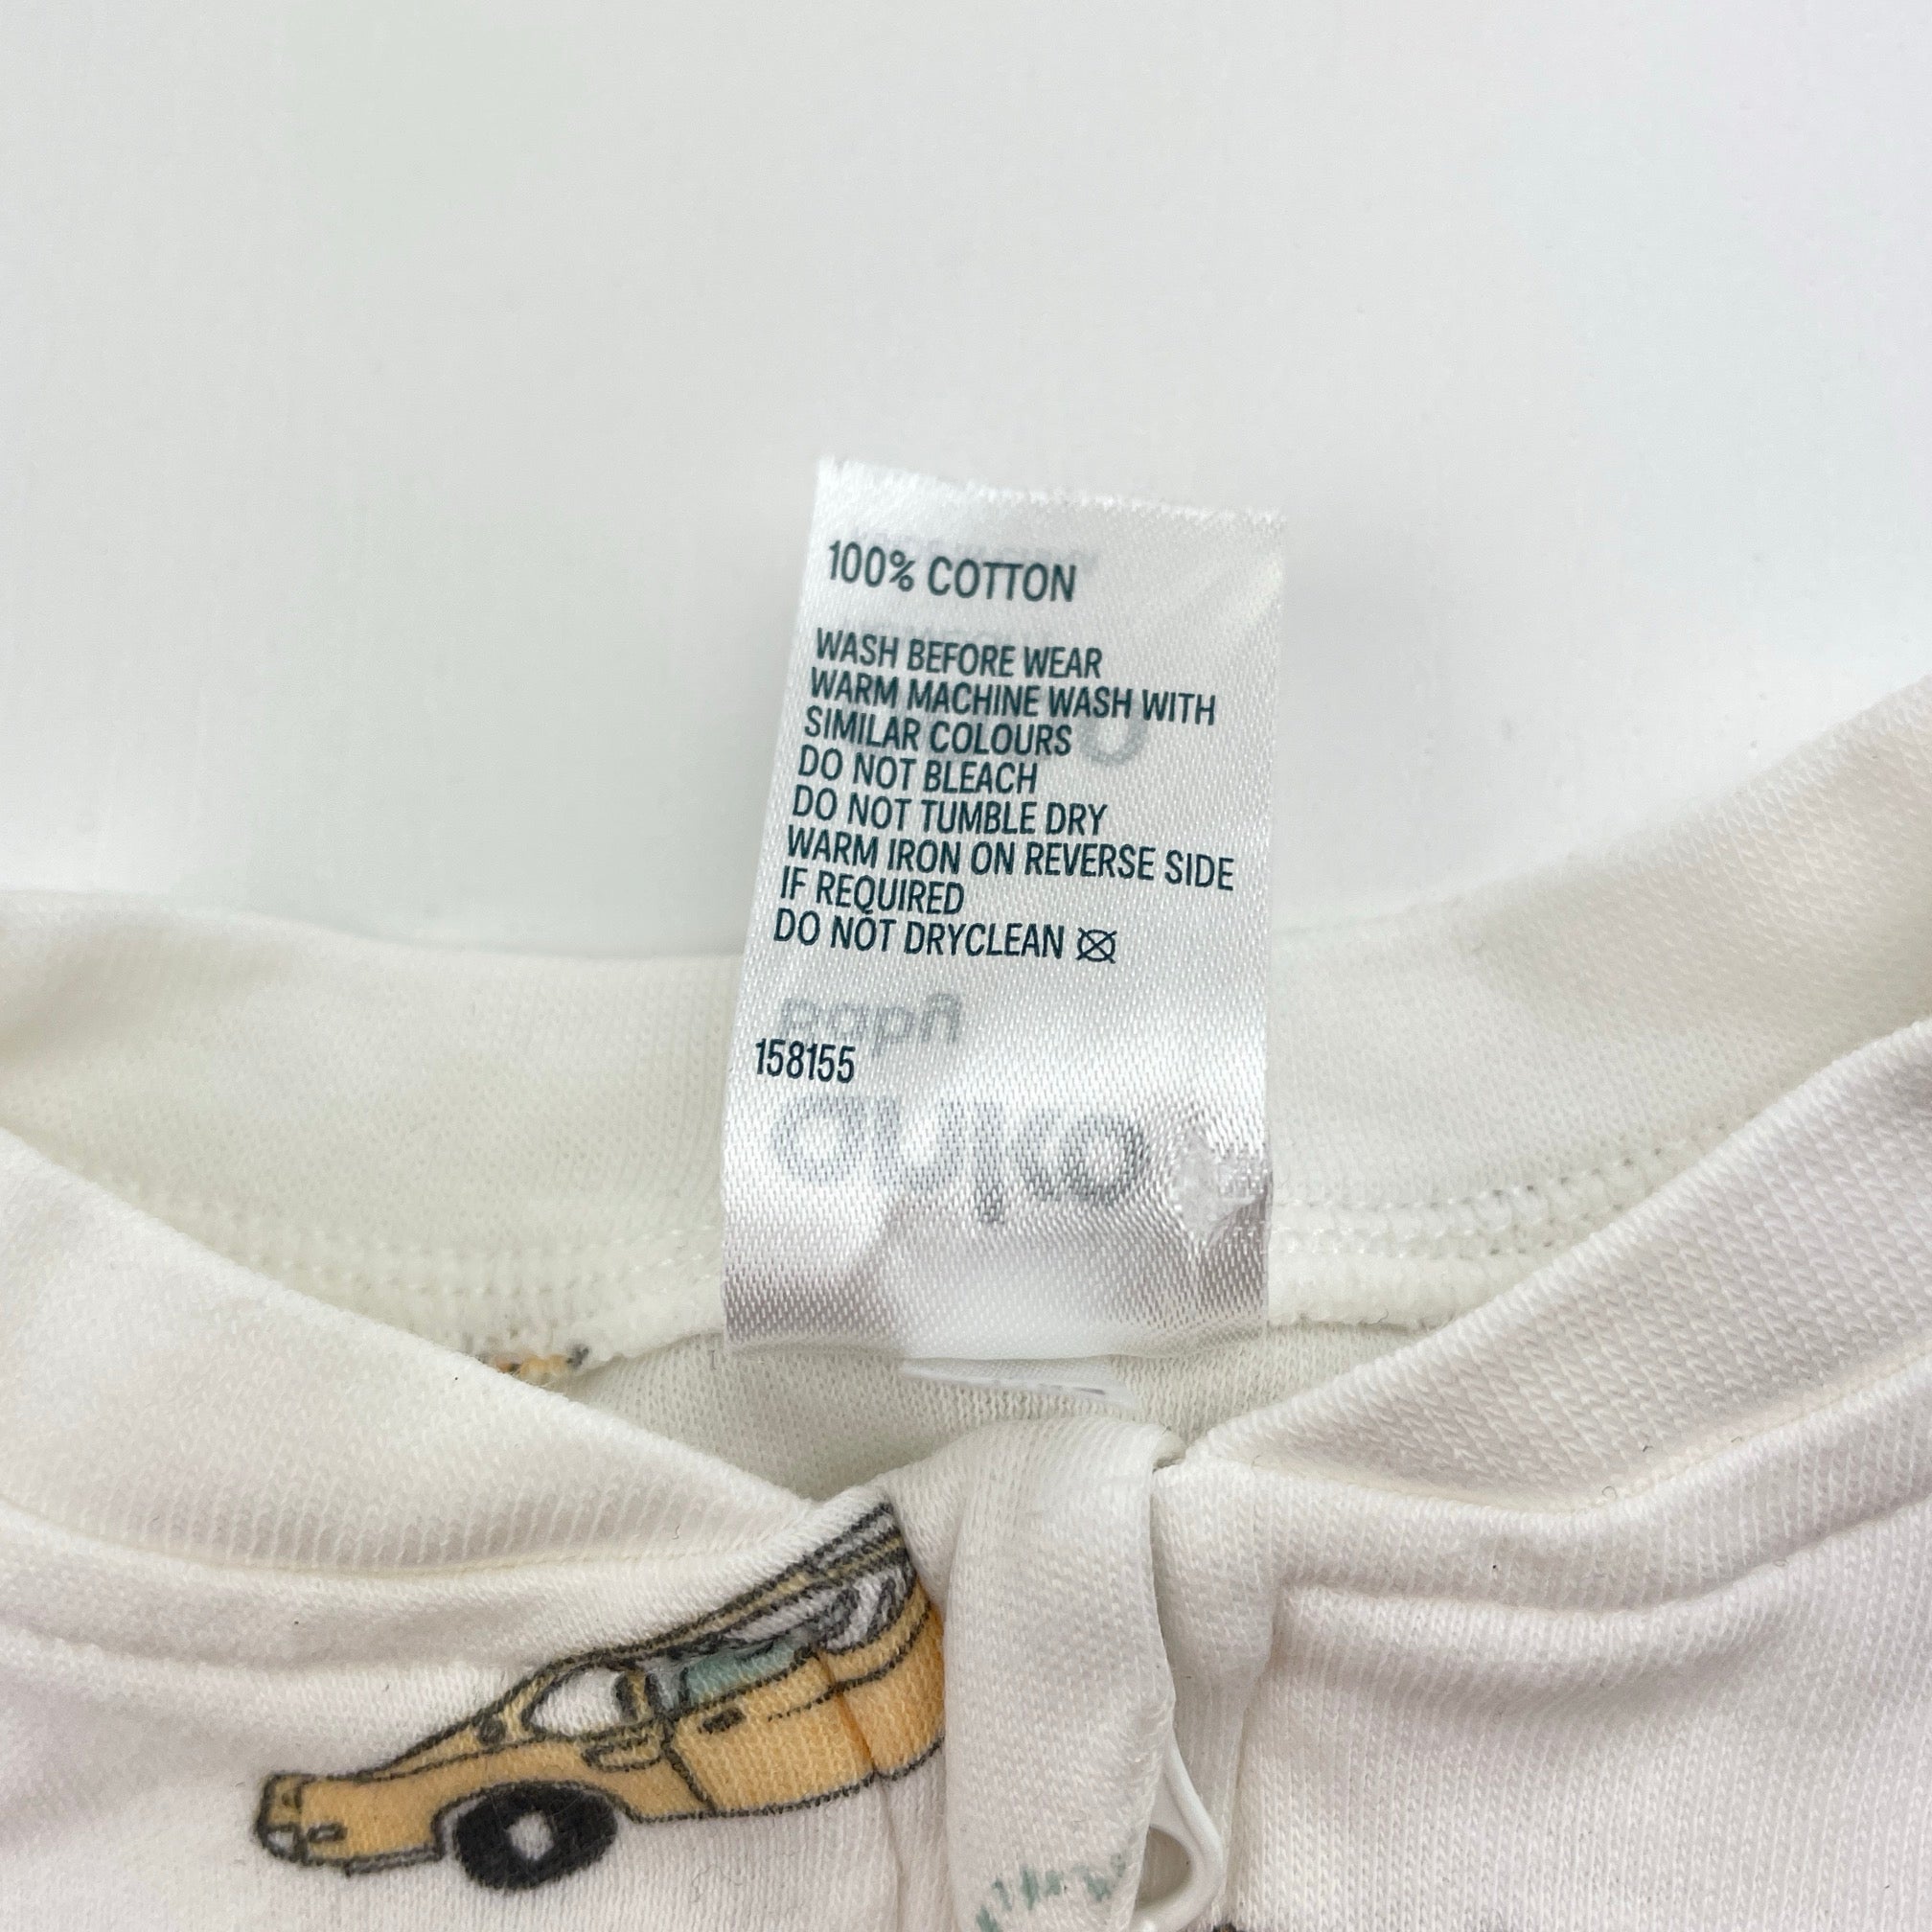 100% COTTON
WASH BEFORE WEAR
WARM MACHINE WASH WITH
SIMILAR COLOURS
DO NOT BLEACH
DO NOT TUMBLE DRY
WARM IRON ON REVERSE SIDE
IF REQUIRED
DO NOT DRYCLEAN
158155